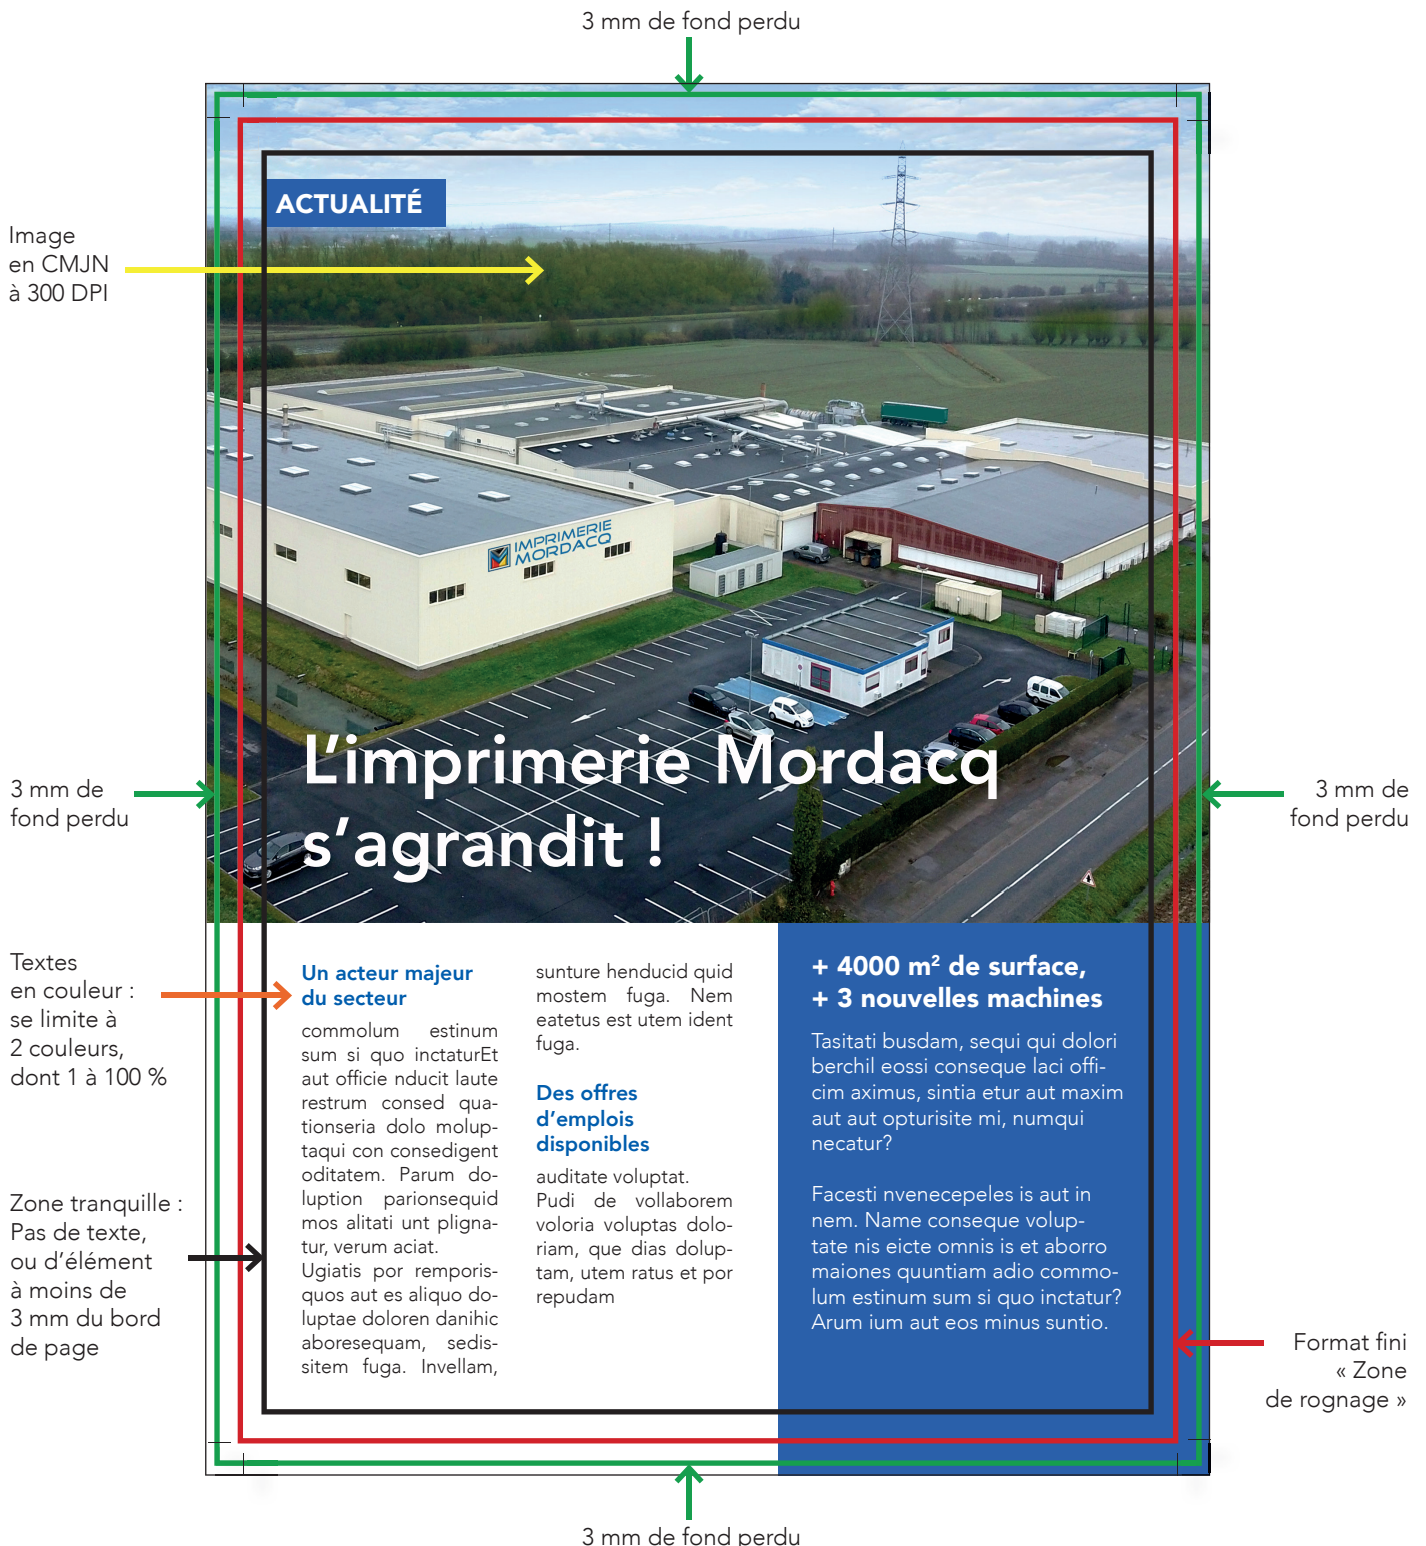 3 mm de fond perdu
ACTUALITÉ
Image
en CMJN
à 300 DPI
IMPRIMERIE
MORDACQ
L’imprimerie Mordacq
s’agrandit !
3 mm de
fond perdu
3 mm de
fond perdu
Textes
en couleur :
se limite à
2 couleurs,
dont 1 à 100 %
Zone tranquille :
Pas de texte,
ou d’élément
à moins de
3 mm du bord
de page
Un acteur majeur
du secteur
commolum estinum
sum si quo inctaturEt
aut officie nducit laute
restrum consed qua-
tionseria dolo molup-
taqui con consedigent
oditatem. Parum do-
luption parionsequid
mos alitati unt pligna-
tur, verum aciat.
Ugiatis por remporis-
quos aut es aliquo do-
luptae doloren danihic
aboresequam, sedis-
sitem fuga. Invellam,
sunture henducid quid
mostem fuga. Nem
eatetus est utem ident
fuga.
Des offres
d’emplois
disponibles
auditate voluptat.
Pudi de vollaborem
voloria voluptas dolo-
riam, que dias dolup-
tam, utem ratus et por
repudam
+ 4000 m² de surface,
+ 3 nouvelles machines
Tasitati busdam, sequi qui dolori
berchil eossi conseque laci offi-
cim aximus, sintia etur aut maxim
aut aut opturisite mi, numqui
necatur?
Facesti nvenecepeles is aut in
nem. Name conseque volup-
tate nis eicte omnis is et aborro
maiones quuntiam adio commo-
lum estinum sum si quo inctatur?
Arum ium aut eos minus suntio.
Format fini
« Zone
de rognage »
3 mm de fond perdu